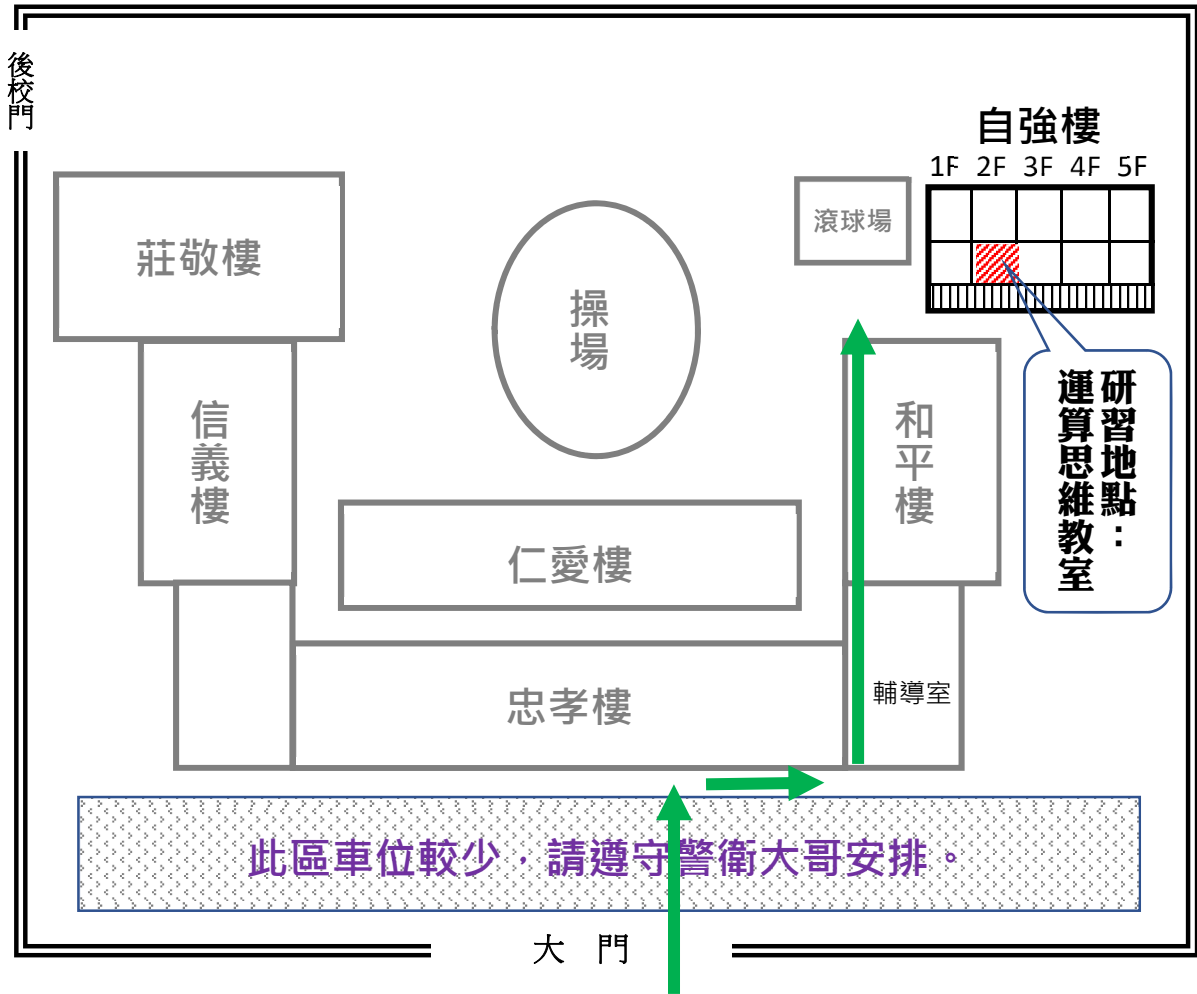 後校門
自強樓
1F 2F 3F 4F 5F
滾球場
莊敬樓
操場
研習地點：
運算思維教室
信義樓
和平樓
仁愛樓
輔導室
忠孝樓
此區車位較少，請遵守警衛大哥安排。
大 門